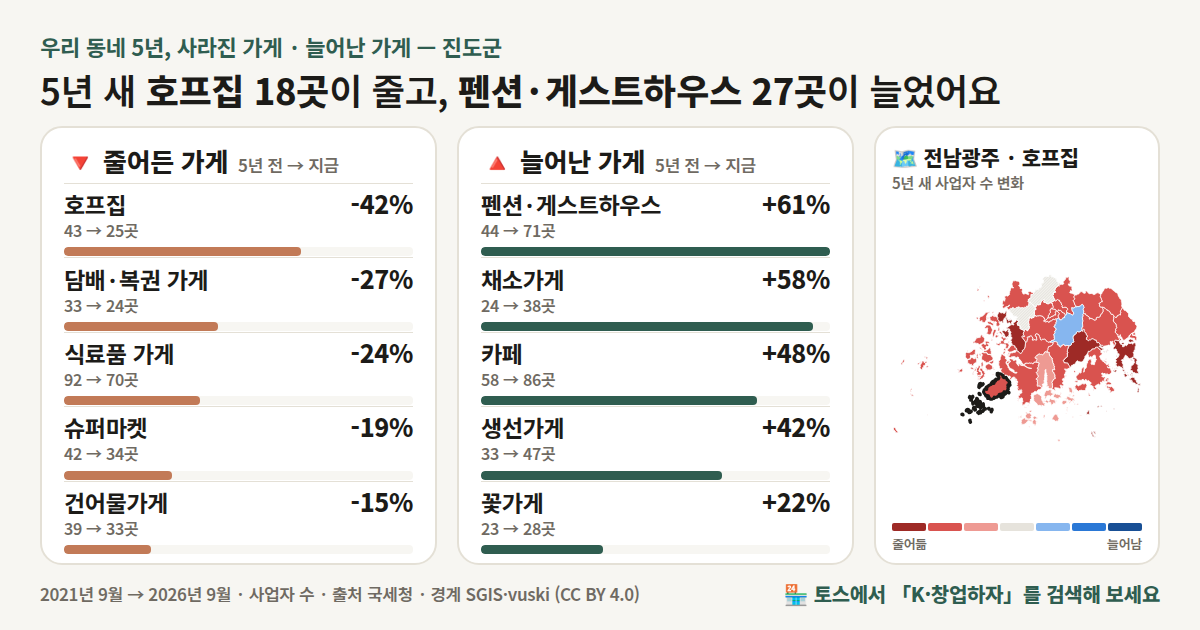 우리 동네 5년, 사라진 가게 · 늘어난 가게 — 진도군
5년 새 호프집 18곳이 줄고, 펜션·게스트하우스 27곳이 늘었어요
줄어든 가게 5년 전 → 지금
호프집 -42%
43 → 25곳
담배·복권 가게 -27%
33 → 24곳
식료품 가게 -24%
92 → 70곳
슈퍼마켓 -19%
42 → 34곳
건어물가게 -15%
39 → 33곳
늘어난 가게 5년 전 → 지금
펜션·게스트하우스 +61%
44 → 71곳
채소가게 +58%
24 → 38곳
카페 +48%
58 → 86곳
생선가게 +42%
33 → 47곳
꽃가게 +22%
23 → 28곳
전남광주 · 호프집
5년 새 사업자 수 변화
줄어듦 늘어남
2021년 9월 → 2026년 9월 · 사업자 수 · 출처 국세청 · 경계 SGIS·vuski (CC BY 4.0)
토스에서 「K·창업하자」를 검색해 보세요